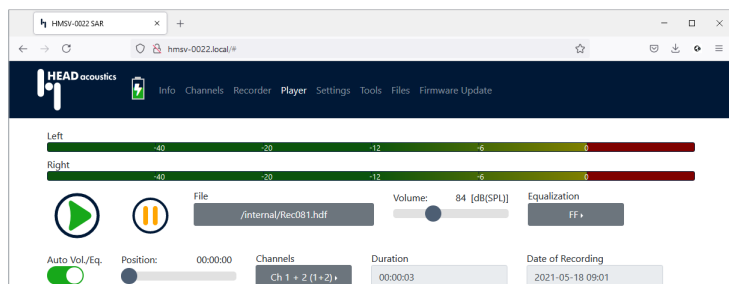 HMSV-0022 SAR
hmsv-0022.local/#
HEAD acoustics
Info Channels Recorder Player Settings Tools Files Firmware Update
Left
-40 -20 -12 -6 0
Right
-40 -20 -12 -6 0
File Volume: 84 [dB(SPL)] Equalization
/internal/Rec081.hdf FF
Auto Vol./Eq. Position: 00:00:00 Channels Duration Date of Recording
Ch 1 + 2 (1+2) 00:00:03 2021-05-18 09:01